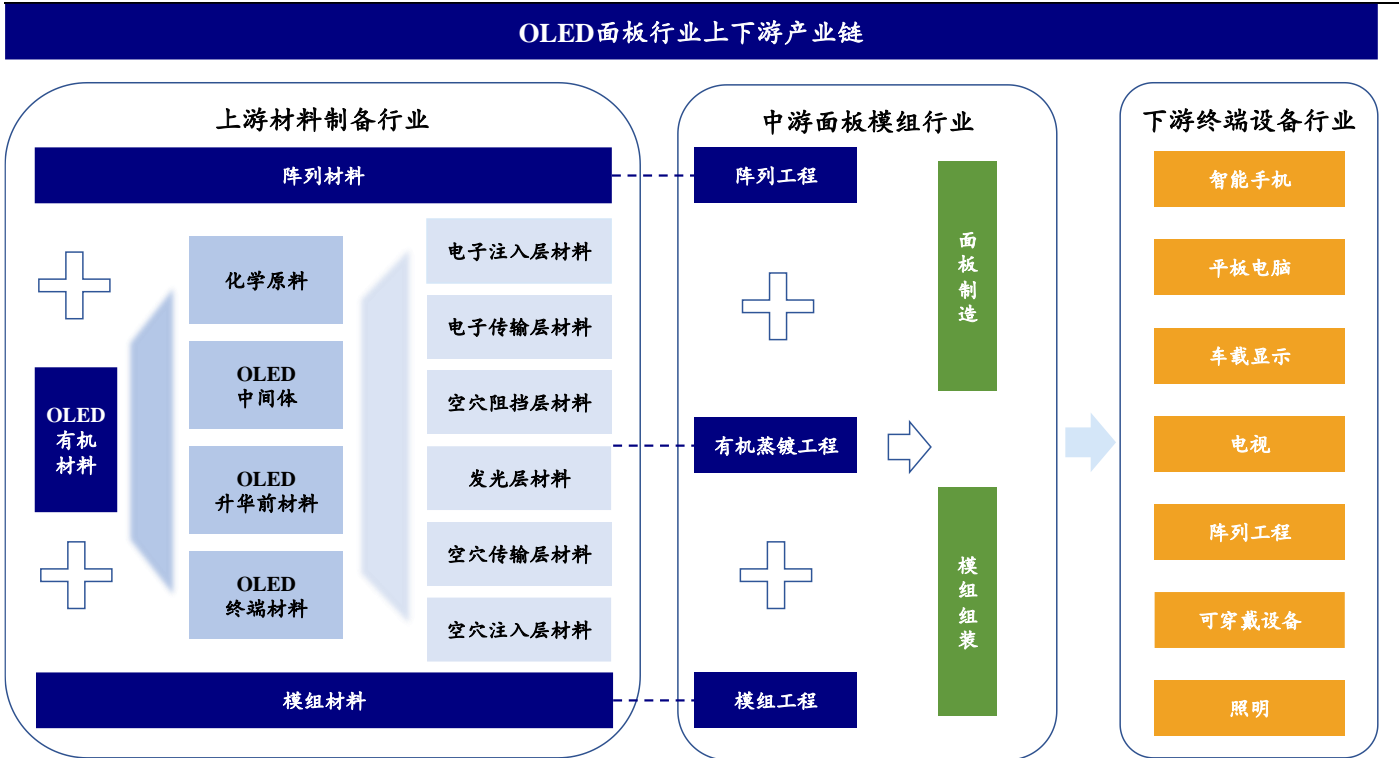 OLED面板行业上下游产业链
上游材料制备行业
阵列材料
OLED
有机
材料
化学原料
OLED
中间体
OLED
升华前材料
OLED
终端材料
电子注入层材料
电子传输层材料
空穴阻挡层材料
发光层材料
空穴传输层材料
空穴注入层材料
模组材料
中游面板模组行业
阵列工程
有机蒸镀工程
模组工程
面
板
制
造
模
组
组
装
下游终端设备行业
智能手机
平板电脑
车载显示
电视
阵列工程
可穿戴设备
照明